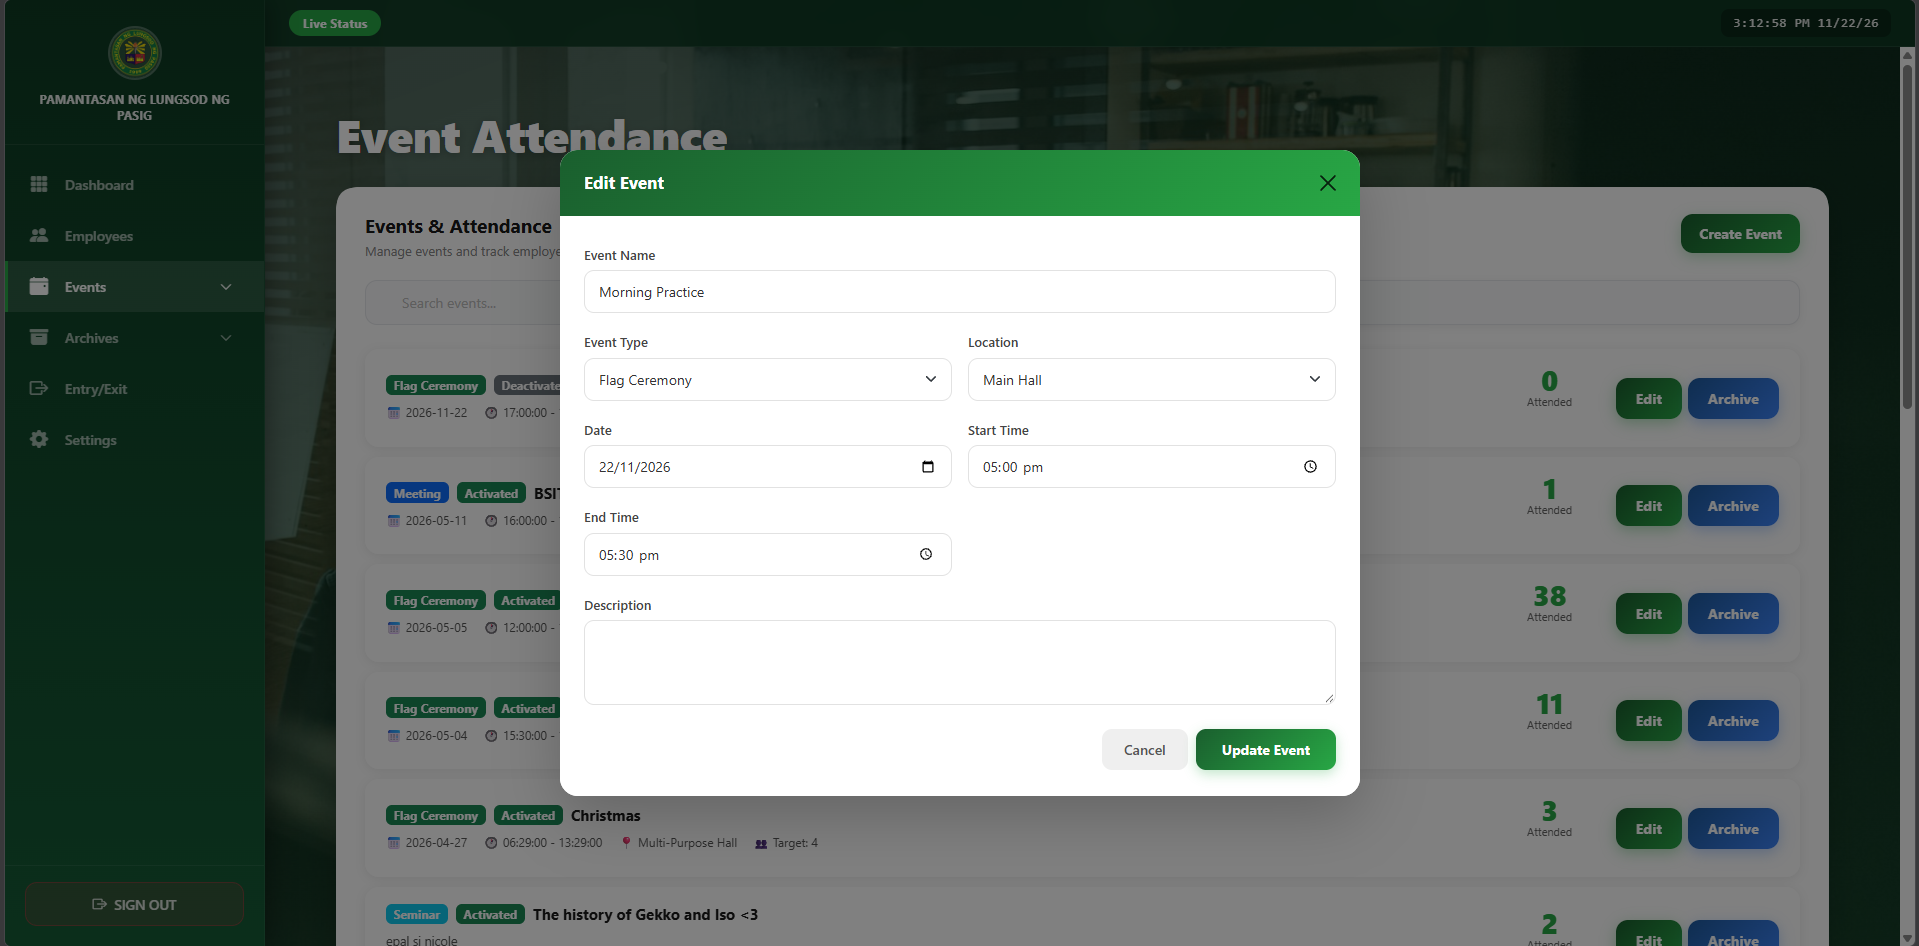 Live Status
3:12:58 PM 11/22/26
PAMANTASAN NG LUNGSOD NG
PASIG
Dashboard
Employees
Events
Archives
Entry/Exit
Settings
SIGN OUT
Event Attendance
Events & Attendance
Manage events and track employe
Create Event
Search events...
Flag Ceremony Deactivate
2026-11-22 17:00:00 -
0
Attended
Edit Archive
Meeting Activated BSIT
2026-05-11 16:00:00 -
1
Attended
Edit Archive
Flag Ceremony Activated
2026-05-05 12:00:00 -
38
Attended
Edit Archive
Flag Ceremony Activated
2026-05-04 15:30:00 -
11
Attended
Edit Archive
Flag Ceremony Activated Christmas
2026-04-27 06:29:00 - 13:29:00 Multi-Purpose Hall Target: 4
3
Attended
Edit Archive
Seminar Activated The history of Gekko and Iso <3
epal si nicole
2
Attended
Edit Archive
Edit Event
Event Name
Morning Practice
Event Type Location
Flag Ceremony Main Hall
Date Start Time
22/11/2026 05:00 pm
End Time
05:30 pm
Description
Cancel Update Event